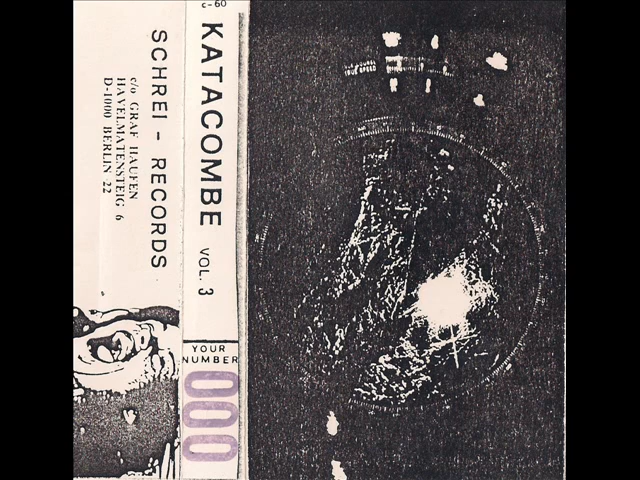 C-60
KATACOMBE VOL. 3
YOUR
NUMBER
000
SCHREI - RECORDS
c/o GRAF HAUFEN
HAVELMATENSTEIG 6
D-1000 BERLIN 22